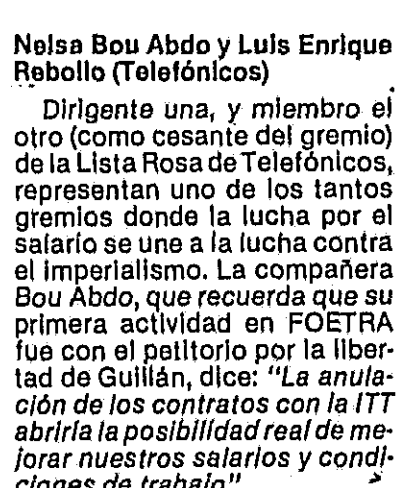 Nelsa Bou Abdo y Luis Enrique
Rebollo (Telefónicos)
Dirigente una, y miembro el
otro (como cesante del gremio)
de la Lista Rosa de Telefónicos,
representan uno de los tantos
gremios donde la lucha por el
salario se une a la lucha contra
el imperialismo. La compañera
Bou Abdo, que recuerda que su
primera actividad en FOETRA
fue con el petitorio por la liber-
tad de Guillán, dice: "La anula-
ción de los contratos con la ITT
abriría la posibilidad real de me-
jorar nuestros salarios y condi-
ciones de trabajo"